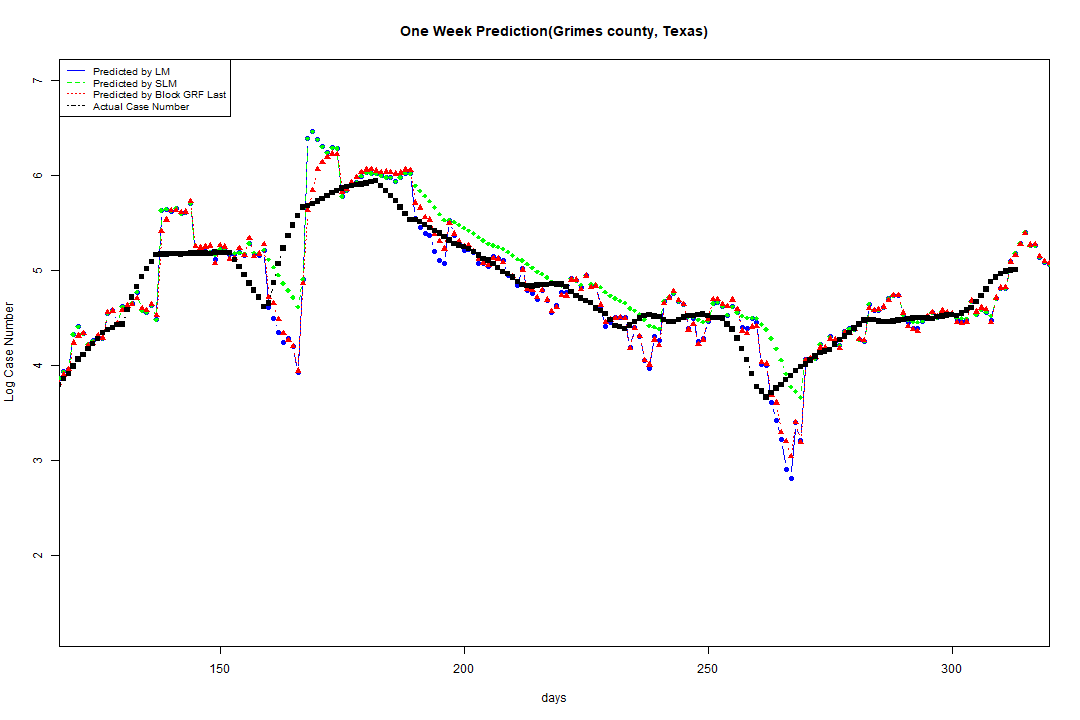 One Week Prediction(Grimes county, Texas)
Predicted by LM
Predicted by SLM
Predicted by Block GRF Last
Actual Case Number
7
6
5
4
3
2
Log Case Number
150 200 250 300
days